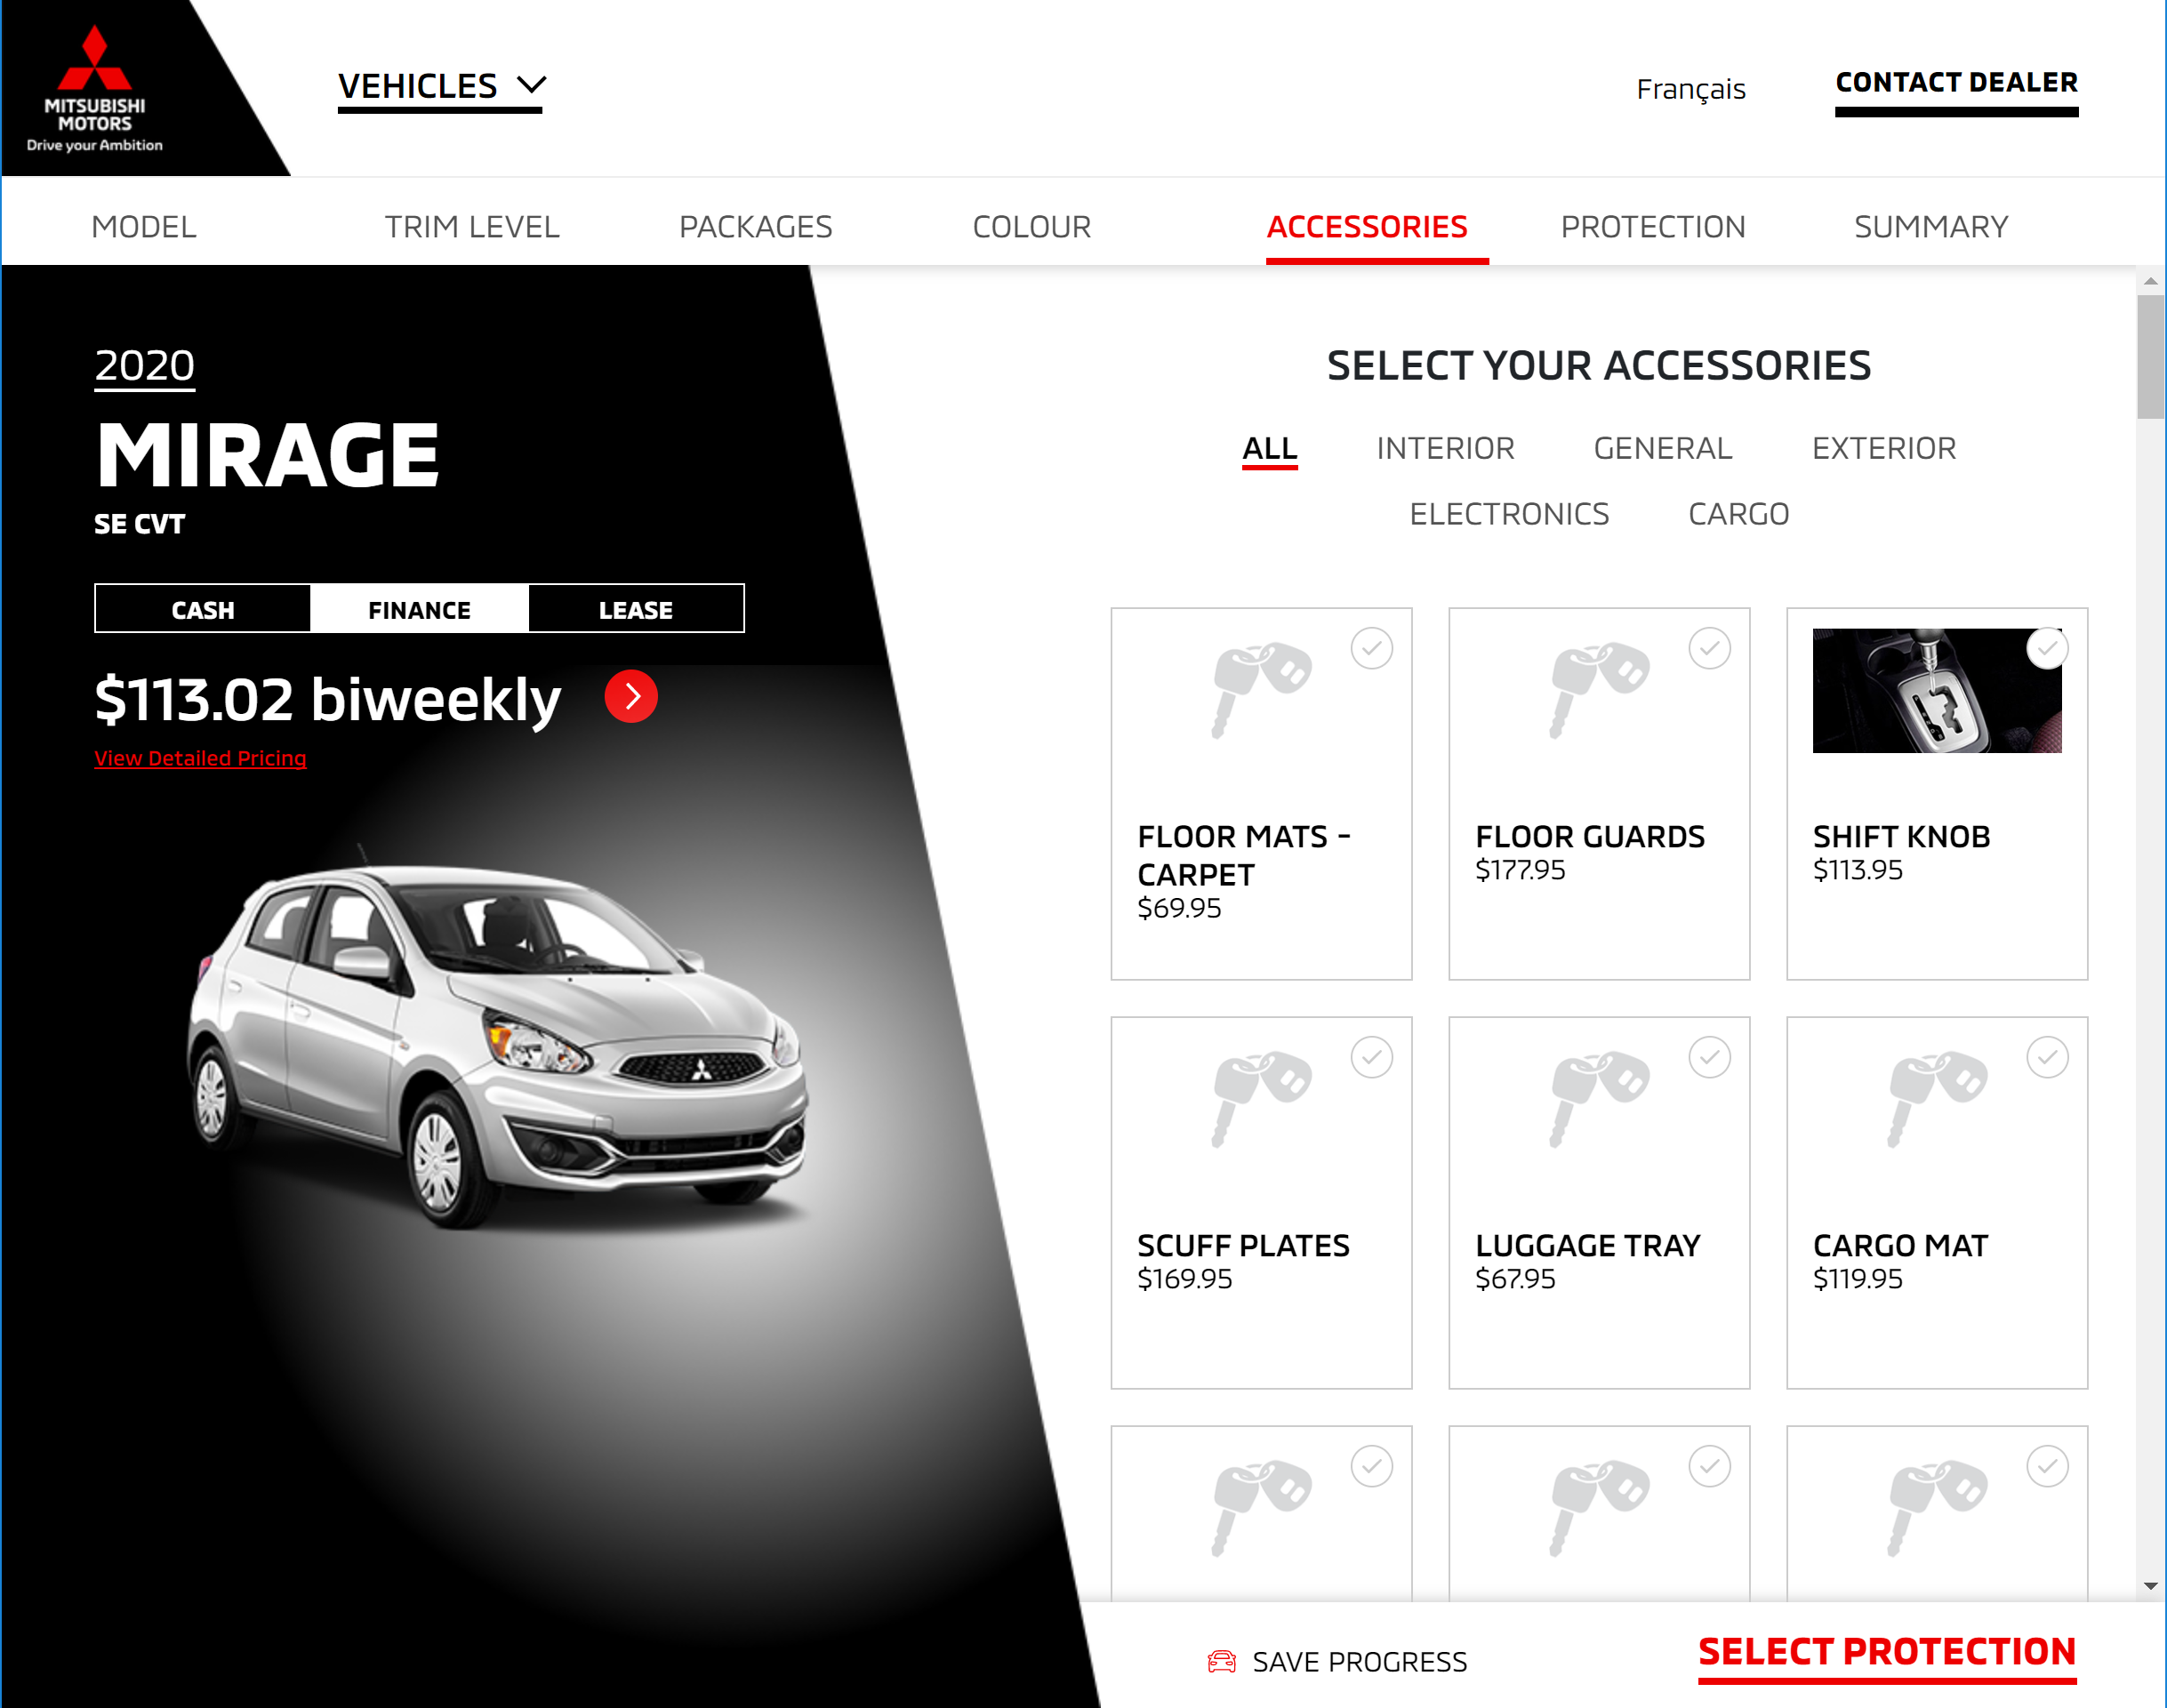 MITSUBISHI
MOTORS
Drive your Ambition
VEHICLES
Français
CONTACT DEALER
MODEL
TRIM LEVEL
PACKAGES
COLOUR
ACCESSORIES
PROTECTION
SUMMARY
2020
MIRAGE
SE CVT
CASH
FINANCE
LEASE
$113.02 biweekly
View Detailed Pricing
SELECT YOUR ACCESSORIES
ALL
INTERIOR
GENERAL
EXTERIOR
ELECTRONICS
CARGO
FLOOR MATS -
CARPET
$69.95
FLOOR GUARDS
$177.95
SHIFT KNOB
$113.95
SCUFF PLATES
$169.95
LUGGAGE TRAY
$67.95
CARGO MAT
$119.95
SAVE PROGRESS
SELECT PROTECTION